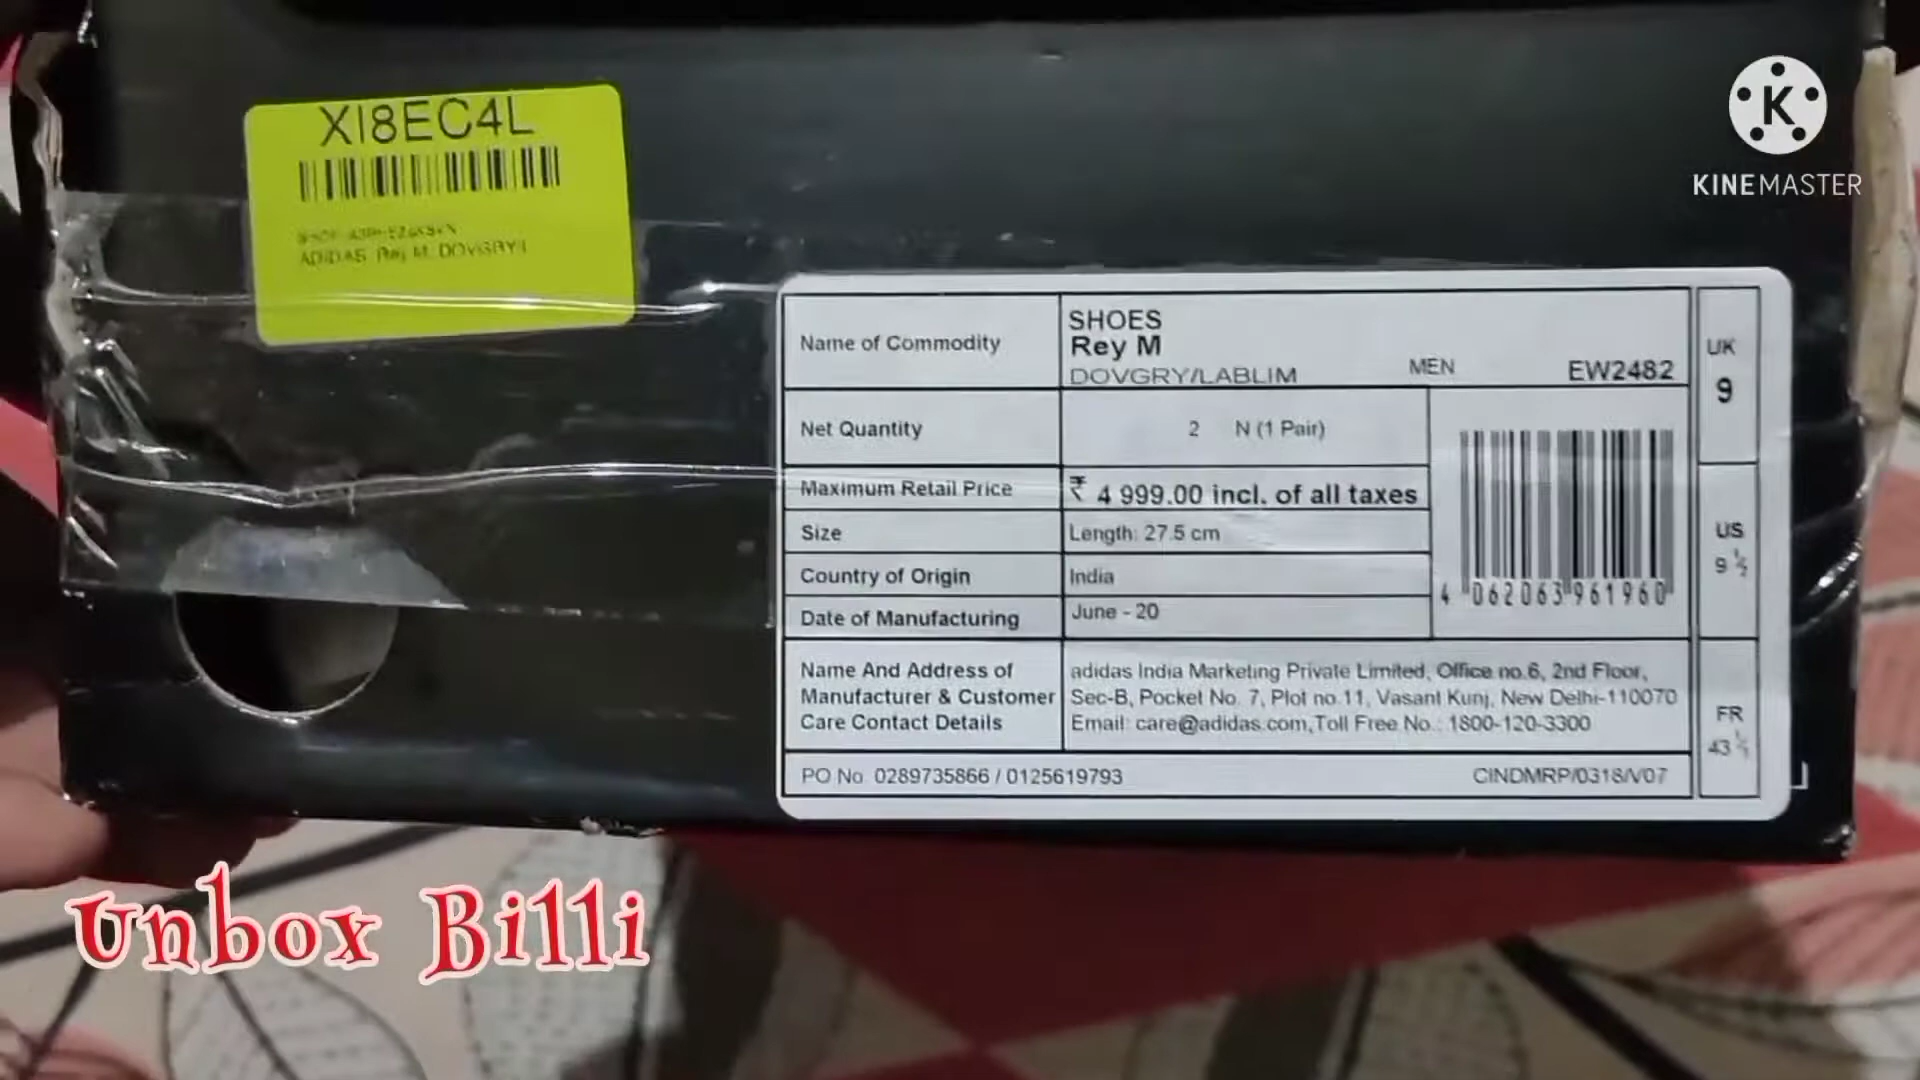 XI8EC4L
ADIDAS Rey M DOVGRY/L
K
KINEMASTER
Name of Commodity
SHOES
Rey M
DOVGRY/LABLIM MEN EW2482
Net Quantity
2 N (1 Pair)
Maximum Retail Price
₹ 4 999.00 incl. of all taxes
Size
Length: 27.5 cm
Country of Origin
India
Date of Manufacturing
June - 20
4 062063 961960
Name And Address of
Manufacturer & Customer
Care Contact Details
adidas India Marketing Private Limited, Office no.6, 2nd Floor,
Sec-B, Pocket No. 7, Plot no.11, Vasant Kunj, New Delhi-110070
Email: care@adidas.com,Toll Free No.: 1800-120-3300
PO No. 0289735866 / 0125619793 CINDMRP/0318/V07
UK
9
US
9 ½
FR
43 ⅓
Unbox Billi